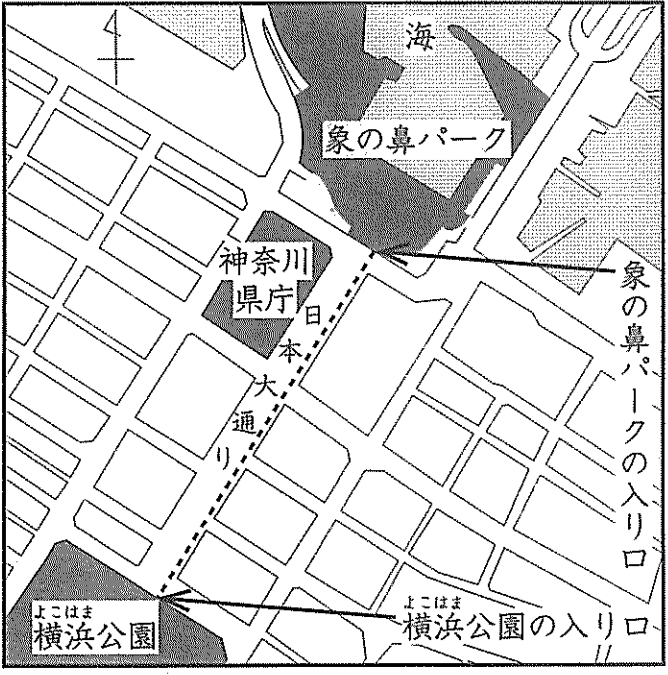 海
象の鼻パーク
神奈川
県庁
日本大通り
象の鼻パークの入り口
よこはま
横浜公園
よこはま
横浜公園の入り口